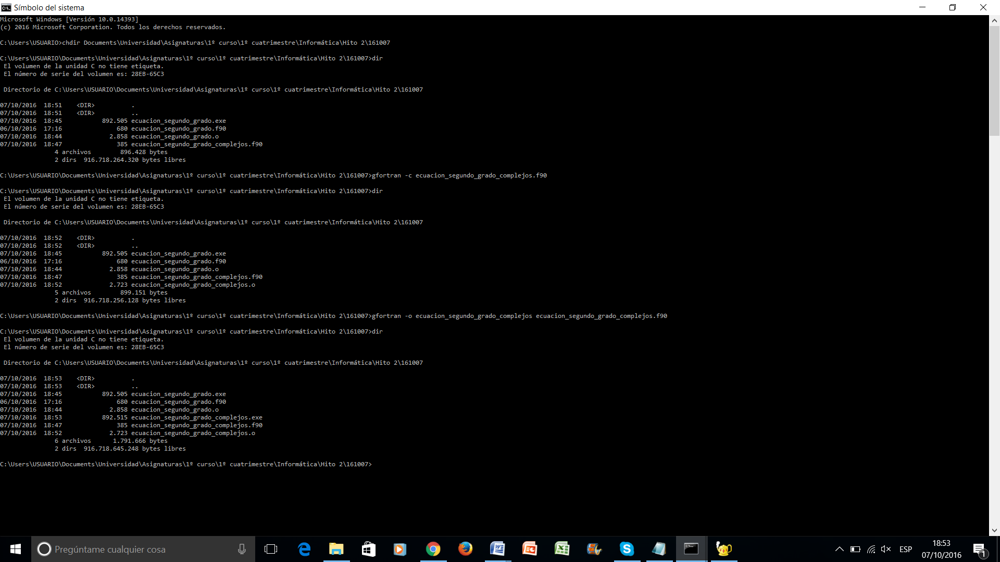 Símbolo del sistema
Microsoft Windows [Versión 10.0.14393]
(c) 2016 Microsoft Corporation. Todos los derechos reservados.
C:\Users\USUARIO>chdir Documents\Universidad\Asignaturas\1º curso\1º cuatrimestre\Informática\Hito 2\161007
C:\Users\USUARIO\Documents\Universidad\Asignaturas\1º curso\1º cuatrimestre\Informática\Hito 2\161007>dir
 El volumen de la unidad C no tiene etiqueta.
 El número de serie del volumen es: 28EB-65C3
 Directorio de C:\Users\USUARIO\Documents\Universidad\Asignaturas\1º curso\1º cuatrimestre\Informática\Hito 2\161007
07/10/2016  18:51    <DIR>          .
07/10/2016  18:51    <DIR>          ..
07/10/2016  18:45           892.505 ecuacion_segundo_grado.exe
06/10/2016  17:16               680 ecuacion_segundo_grado.f90
07/10/2016  18:44             2.858 ecuacion_segundo_grado.o
07/10/2016  18:47               385 ecuacion_segundo_grado_complejos.f90
               4 archivos        896.428 bytes
               2 dirs  916.718.264.320 bytes libres
C:\Users\USUARIO\Documents\Universidad\Asignaturas\1º curso\1º cuatrimestre\Informática\Hito 2\161007>gfortran -c ecuacion_segundo_grado_complejos.f90
C:\Users\USUARIO\Documents\Universidad\Asignaturas\1º curso\1º cuatrimestre\Informática\Hito 2\161007>dir
 El volumen de la unidad C no tiene etiqueta.
 El número de serie del volumen es: 28EB-65C3
 Directorio de C:\Users\USUARIO\Documents\Universidad\Asignaturas\1º curso\1º cuatrimestre\Informática\Hito 2\161007
07/10/2016  18:52    <DIR>          .
07/10/2016  18:52    <DIR>          ..
07/10/2016  18:45           892.505 ecuacion_segundo_grado.exe
06/10/2016  17:16               680 ecuacion_segundo_grado.f90
07/10/2016  18:44             2.858 ecuacion_segundo_grado.o
07/10/2016  18:47               385 ecuacion_segundo_grado_complejos.f90
07/10/2016  18:52             2.723 ecuacion_segundo_grado_complejos.o
               5 archivos        899.151 bytes
               2 dirs  916.718.256.128 bytes libres
C:\Users\USUARIO\Documents\Universidad\Asignaturas\1º curso\1º cuatrimestre\Informática\Hito 2\161007>gfortran -o ecuacion_segundo_grado_complejos ecuacion_segundo_grado_complejos.f90
C:\Users\USUARIO\Documents\Universidad\Asignaturas\1º curso\1º cuatrimestre\Informática\Hito 2\161007>dir
 El volumen de la unidad C no tiene etiqueta.
 El número de serie del volumen es: 28EB-65C3
 Directorio de C:\Users\USUARIO\Documents\Universidad\Asignaturas\1º curso\1º cuatrimestre\Informática\Hito 2\161007
07/10/2016  18:53    <DIR>          .
07/10/2016  18:53    <DIR>          ..
07/10/2016  18:45           892.505 ecuacion_segundo_grado.exe
06/10/2016  17:16               680 ecuacion_segundo_grado.f90
07/10/2016  18:44             2.858 ecuacion_segundo_grado.o
07/10/2016  18:53           892.515 ecuacion_segundo_grado_complejos.exe
07/10/2016  18:47               385 ecuacion_segundo_grado_complejos.f90
07/10/2016  18:52             2.723 ecuacion_segundo_grado_complejos.o
               6 archivos      1.791.666 bytes
               2 dirs  916.718.645.248 bytes libres
C:\Users\USUARIO\Documents\Universidad\Asignaturas\1º curso\1º cuatrimestre\Informática\Hito 2\161007>
Pregúntame cualquier cosa
ESP
18:53
07/10/2016
1